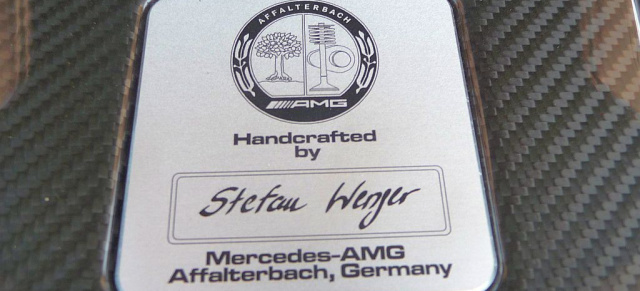 AFFALTERBACH
AMG
Handcrafted
by
Stefan Wenger
Mercedes-AMG
Affalterbach, Germany